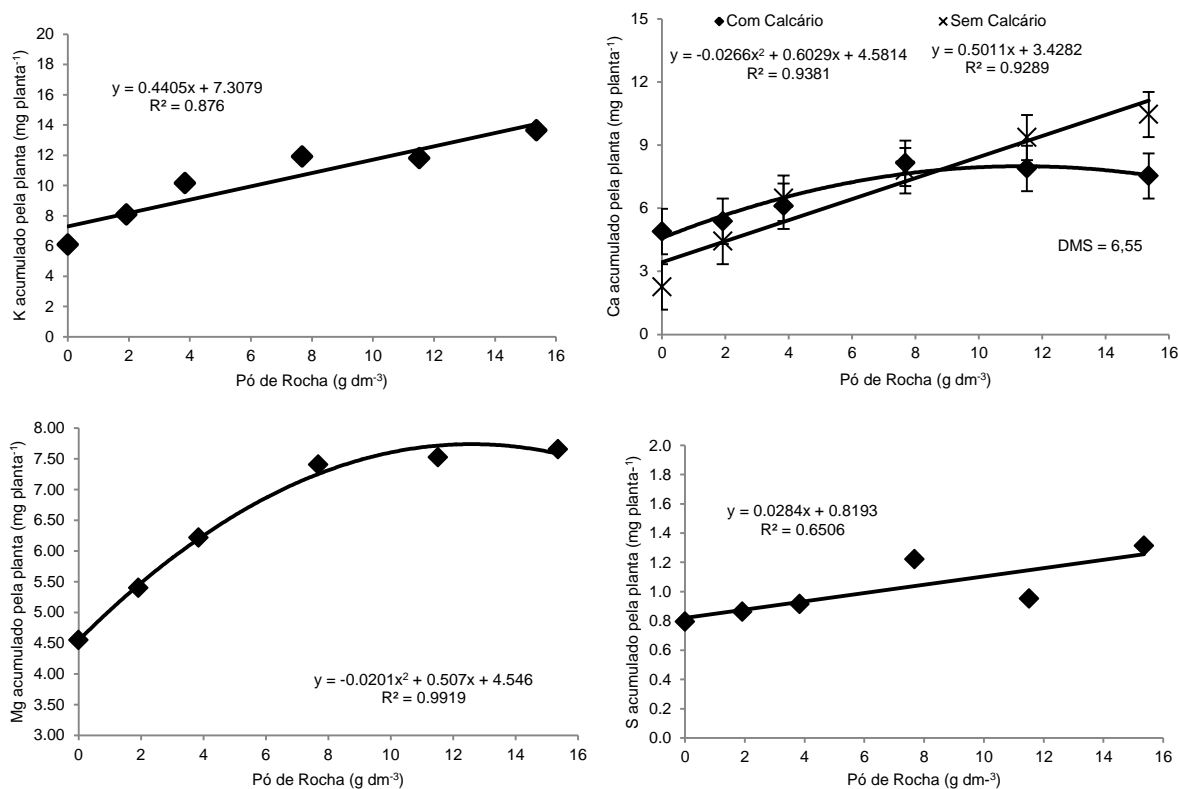 K acumulado pela planta (mg planta⁻¹)
20
18
16
14
12
10
8
6
4
2
0
y = 0.4405x + 7.3079
R² = 0.876
0 2 4 6 8 10 12 14 16
Pó de Rocha (g dm⁻³)
Ca acumulado pela planta (mg planta⁻¹)
15
12
9
6
3
0
Com Calcário Sem Calcário
y = -0.0266x² + 0.6029x + 4.5814
R² = 0.9381
y = 0.5011x + 3.4282
R² = 0.9289
DMS = 6,55
0 2 4 6 8 10 12 14 16
Pó de Rocha (g dm⁻³)
Mg acumulado pela planta (mg planta⁻¹)
8.00
7.50
7.00
6.50
6.00
5.50
5.00
4.50
4.00
3.50
3.00
y = -0.0201x² + 0.507x + 4.546
R² = 0.9919
0 2 4 6 8 10 12 14 16
Pó de Rocha (g dm⁻³)
S acumulado pela planta (mg planta-¹)
2.0
1.8
1.6
1.4
1.2
1.0
0.8
0.6
0.4
0.2
0.0
y = 0.0284x + 0.8193
R² = 0.6506
0 2 4 6 8 10 12 14 16
Pó de Rocha (g dm-³)